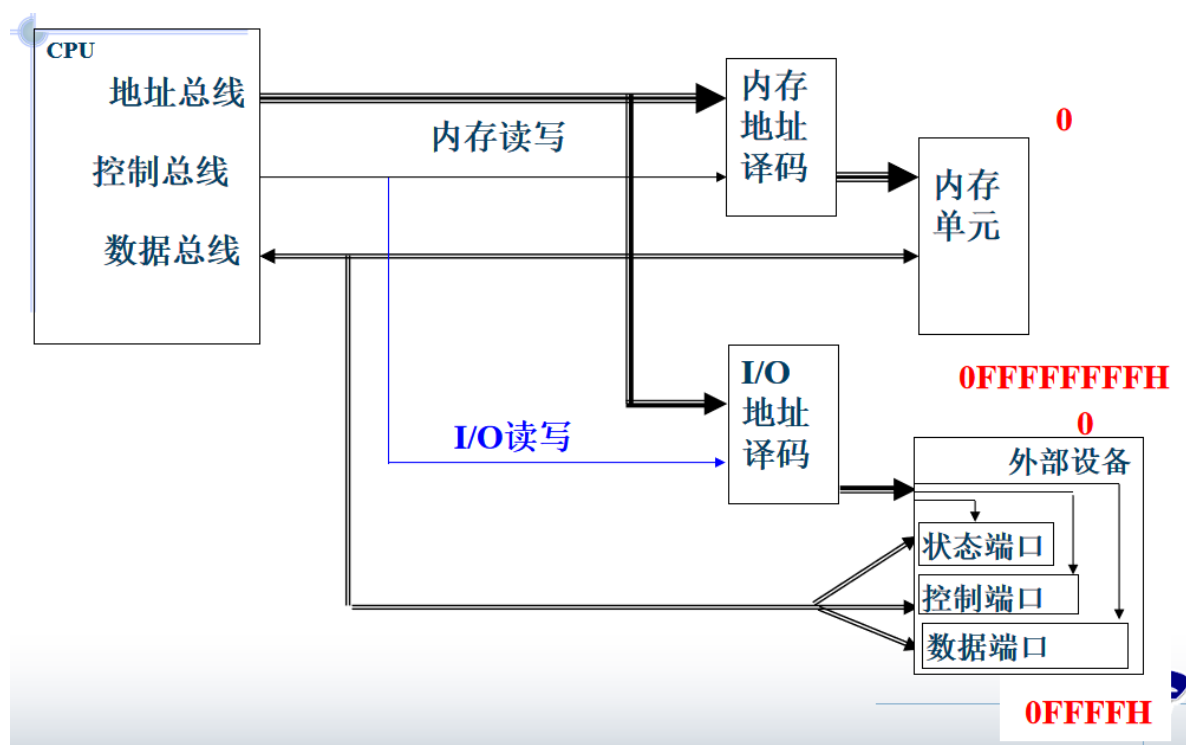 CPU
地址总线
控制总线
数据总线
内存读写
内存
地址
译码
0
内存
单元
0FFFFFFFFH
I/O
地址
译码
I/O读写
0
外部设备
状态端口
控制端口
数据端口
0FFFFH